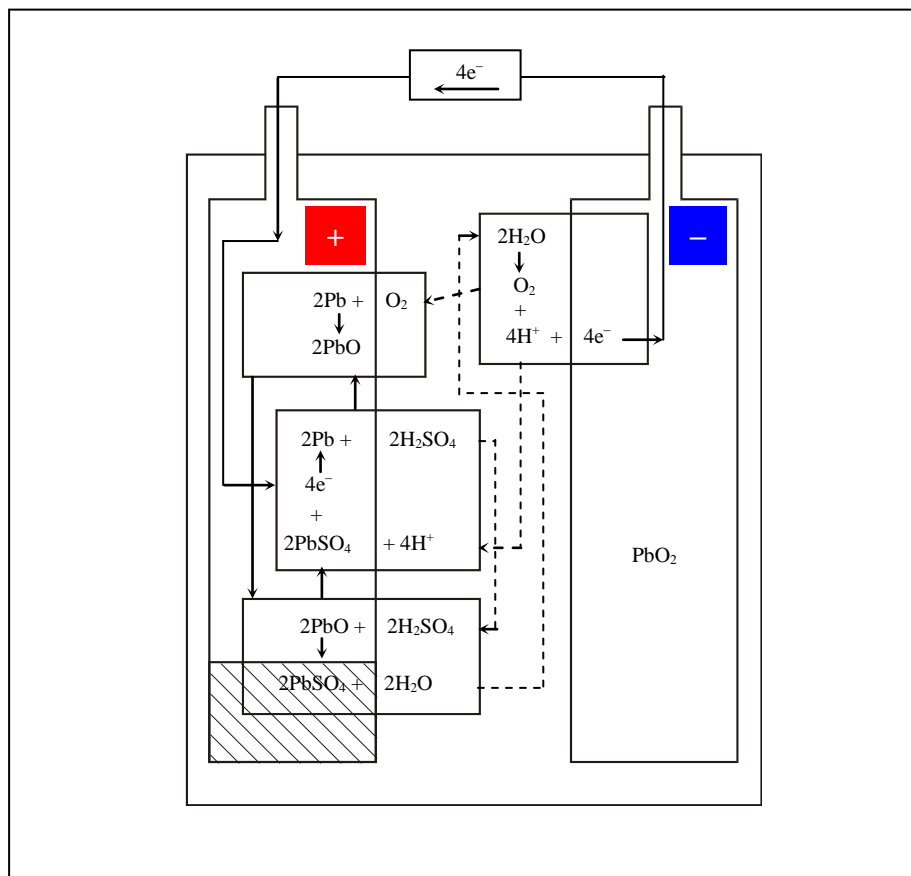 4e⁻
+
−
2H₂O
O₂
+
4H⁺ + 4e⁻
2Pb + O₂
2PbO
2Pb + 2H₂SO₄
4e⁻
+
2PbSO₄ + 4H⁺
PbO₂
2PbO + 2H₂SO₄
2PbSO₄ + 2H₂O